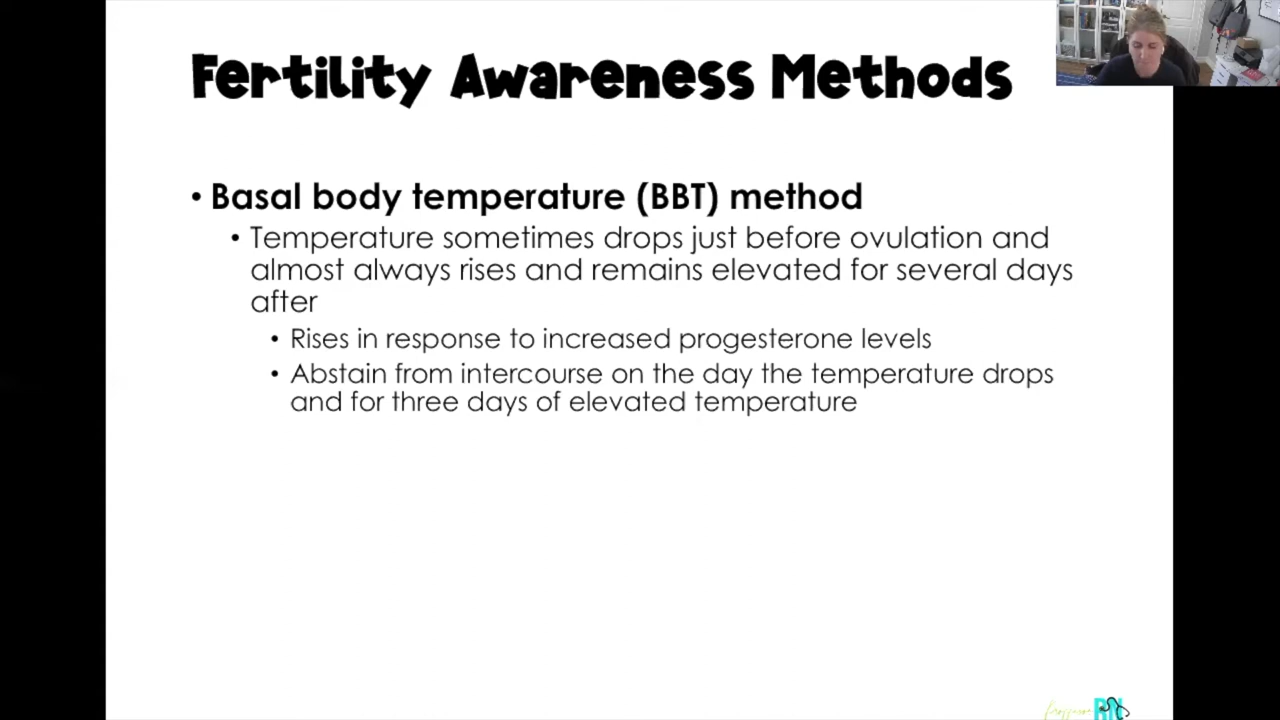 Fertility Awareness Methods
• Basal body temperature (BBT) method
• Temperature sometimes drops just before ovulation and
almost always rises and remains elevated for several days
after
• Rises in response to increased progesterone levels
• Abstain from intercourse on the day the temperature drops
and for three days of elevated temperature
RN